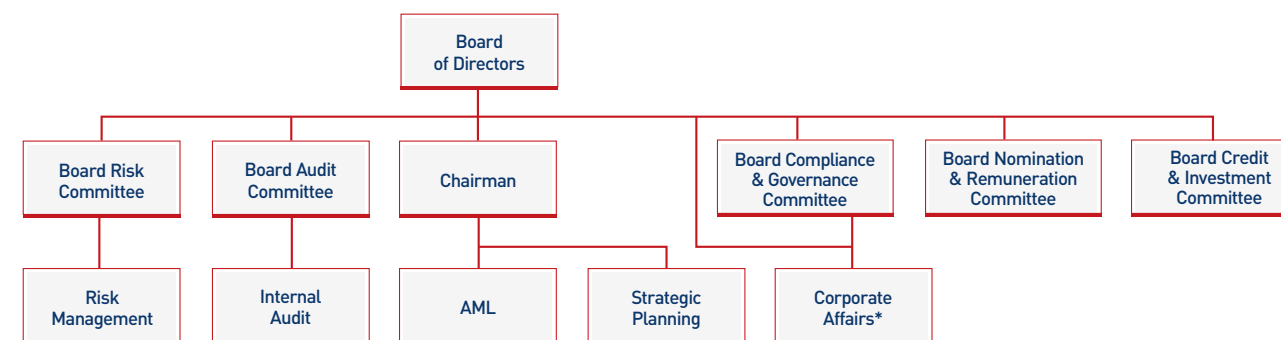 Board
of Directors
Board Risk
Committee
Board Audit
Committee
Chairman
Board Compliance
& Governance
Committee
Board Nomination
& Remuneration
Committee
Board Credit
& Investment
Committee
Risk
Management
Internal
Audit
AML
Strategic
Planning
Corporate
Affairs*